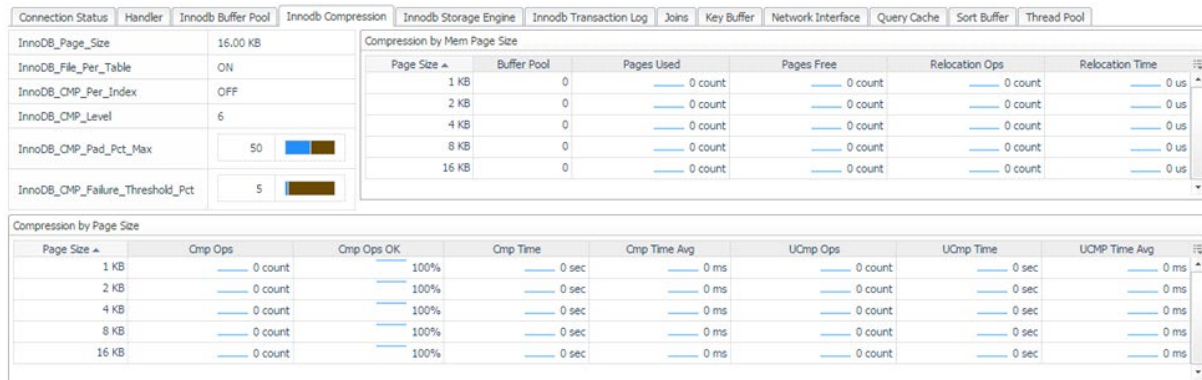 Connection Status Handler Innodb Buffer Pool Innodb Compression Innodb Storage Engine Innodb Transaction Log Joins Key Buffer Network Interface Query Cache Sort Buffer Thread Pool
InnoDB_Page_Size 16.00 KB
InnoDB_File_Per_Table ON
InnoDB_CMP_Per_Index OFF
InnoDB_CMP_Level 6
InnoDB_CMP_Pad_Pct_Max 50
InnoDB_CMP_Failure_Threshold_Pct 5
Compression by Mem Page Size
Page Size Buffer Pool Pages Used Pages Free Relocation Ops Relocation Time
1 KB 0 0 count 0 count 0 count 0 us
2 KB 0 0 count 0 count 0 count 0 us
4 KB 0 0 count 0 count 0 count 0 us
8 KB 0 0 count 0 count 0 count 0 us
16 KB 0 0 count 0 count 0 count 0 us
Compression by Page Size
Page Size Cmp Ops Cmp Ops OK Cmp Time Cmp Time Avg UCmp Ops UCmp Time UCMP Time Avg
1 KB 0 count 100% 0 sec 0 ms 0 count 0 sec 0 ms
2 KB 0 count 100% 0 sec 0 ms 0 count 0 sec 0 ms
4 KB 0 count 100% 0 sec 0 ms 0 count 0 sec 0 ms
8 KB 0 count 100% 0 sec 0 ms 0 count 0 sec 0 ms
16 KB 0 count 100% 0 sec 0 ms 0 count 0 sec 0 ms